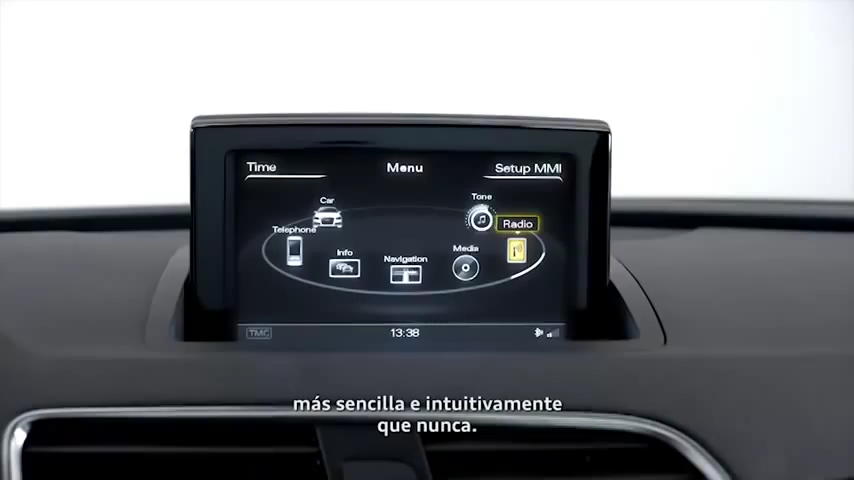 Time Menu Setup MMI
Car Tone
Telephone Radio
Info Navigation Media
TMC 13:38
más sencilla e intuitivamente
que nunca.